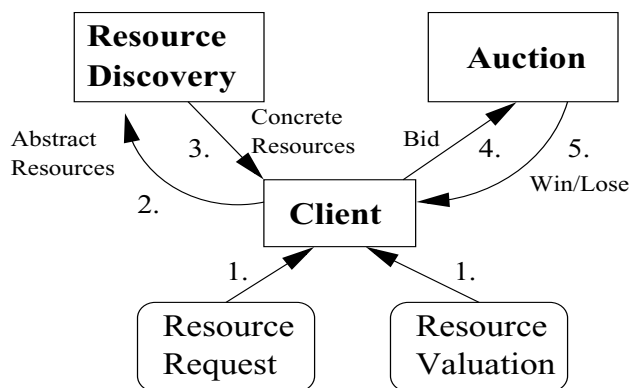 Resource
Discovery
Auction
Abstract
Resources
3.
Concrete
Resources
Bid
4.
5.
Win/Lose
2.
Client
1.
1.
Resource
Request
Resource
Valuation